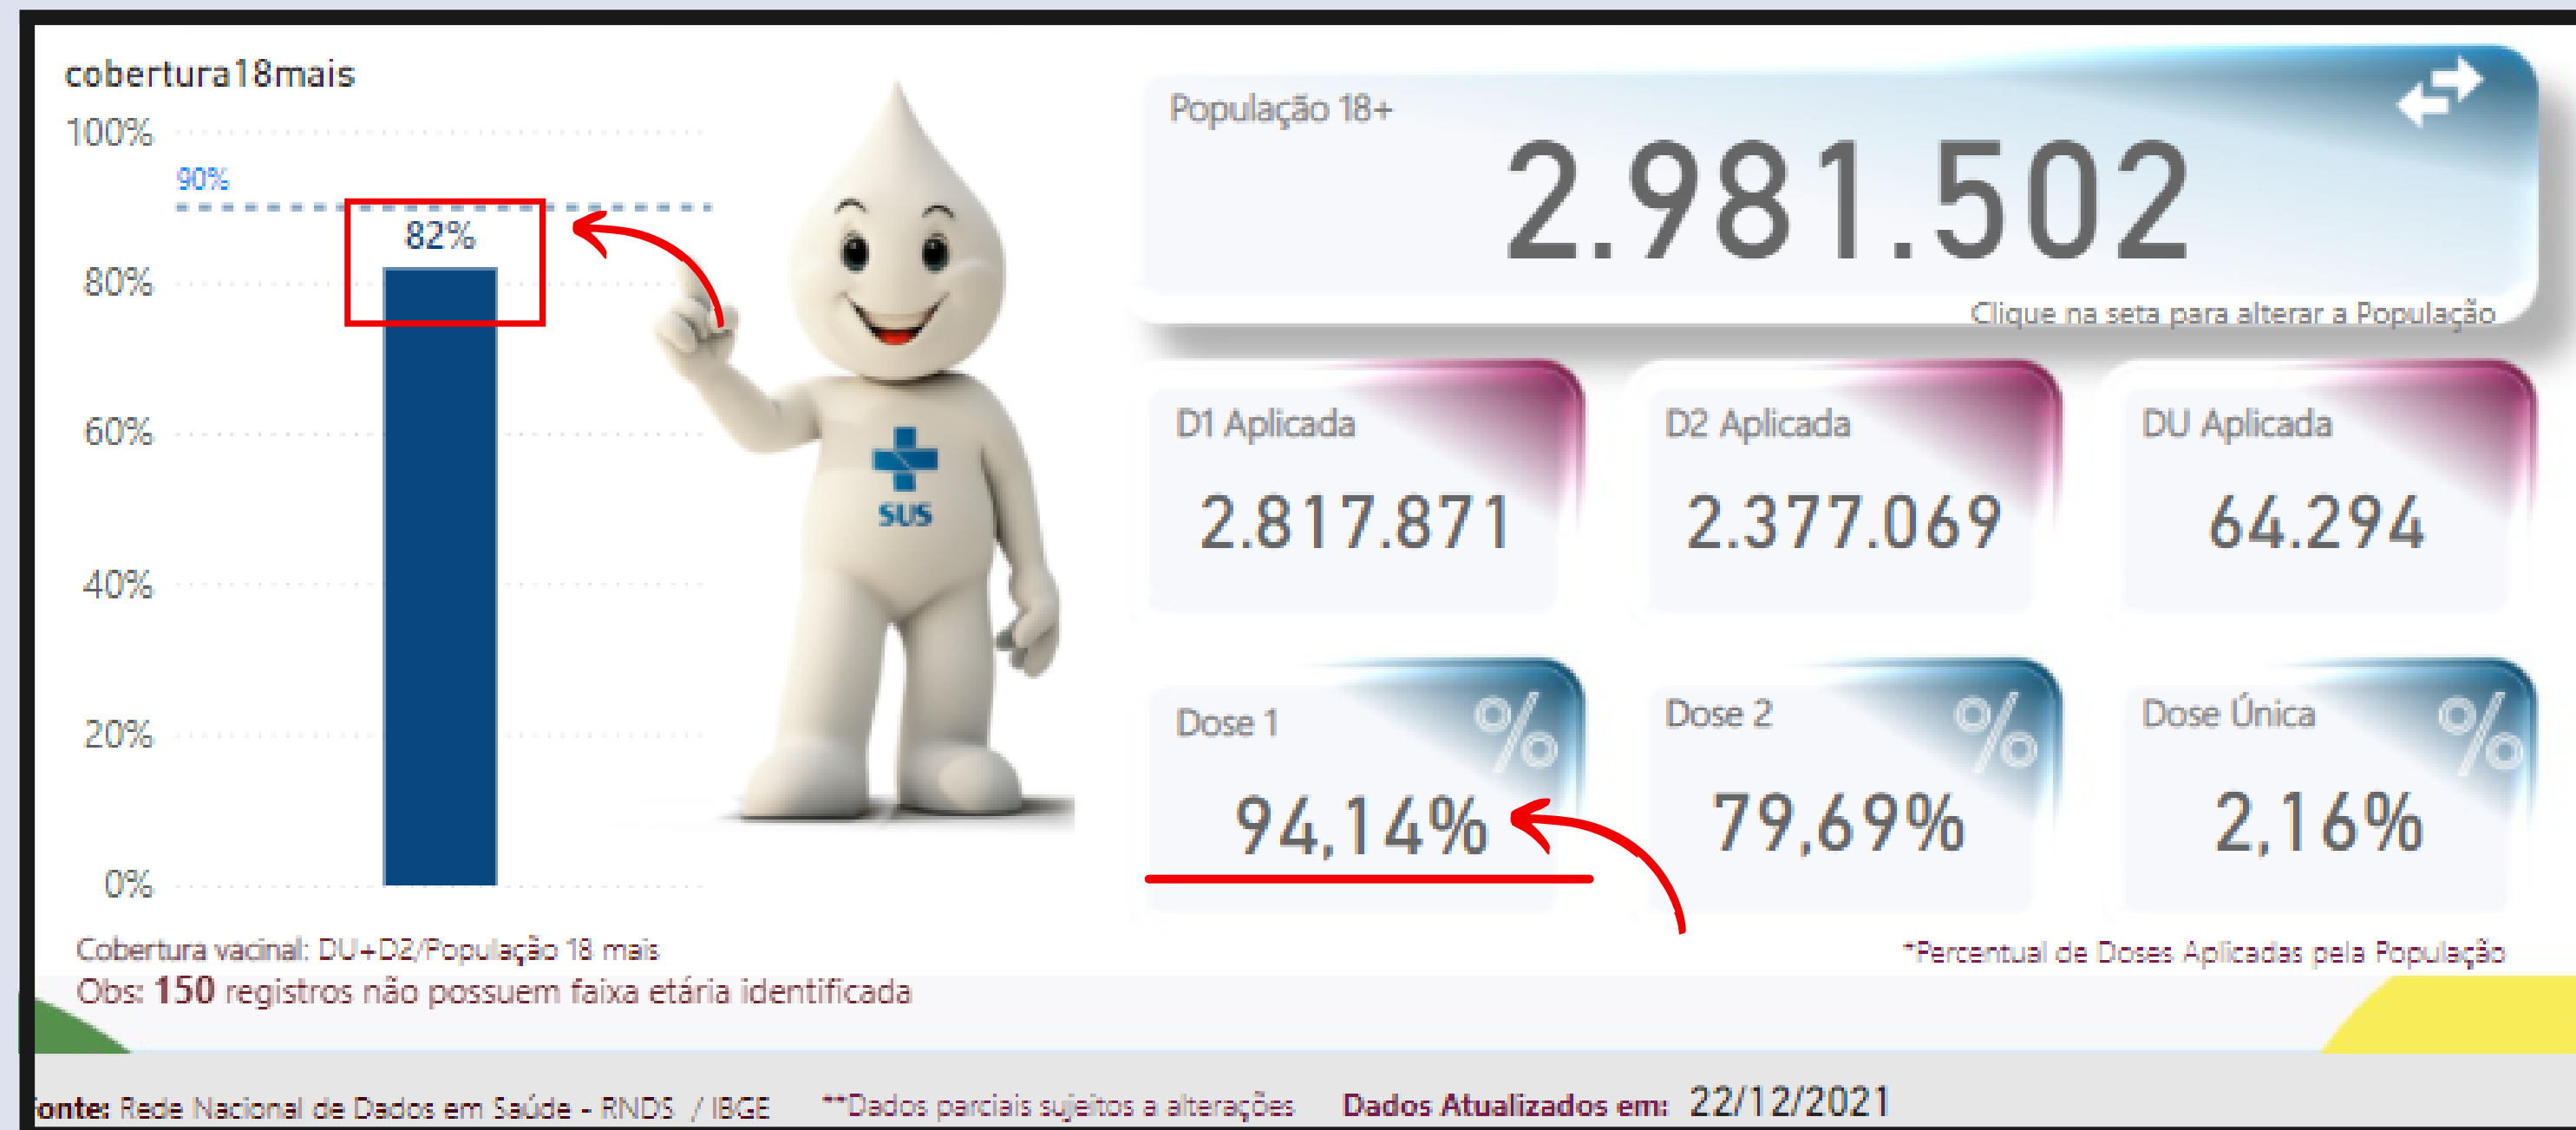 cobertura18mais
100%
90%
82%
80%
60%
40%
20%
0%
SUS
Cobertura vacinal: DU+D2/População 18 mais
Obs: 150 registros não possuem faixa etária identificada
População 18+
2.981.502
Clique na seta para alterar a População
D1 Aplicada
2.817.871
D2 Aplicada
2.377.069
DU Aplicada
64.294
Dose 1
%
94,14%
Dose 2
%
79,69%
Dose Única
%
2,16%
*Percentual de Doses Aplicadas pela População
onte: Rede Nacional de Dados em Saúde - RNDS / IBGE **Dados parciais sujeitos a alterações Dados Atualizados em: 22/12/2021